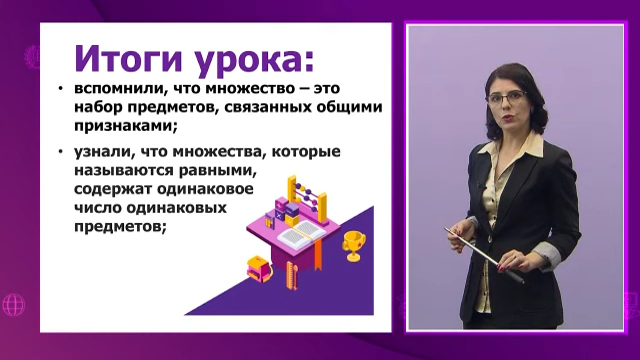 Итоги урока:
• вспомнили, что множество – это
набор предметов, связанных общими
признаками;
• узнали, что множества, которые
называются равными,
содержат одинаковое
число одинаковых
предметов;